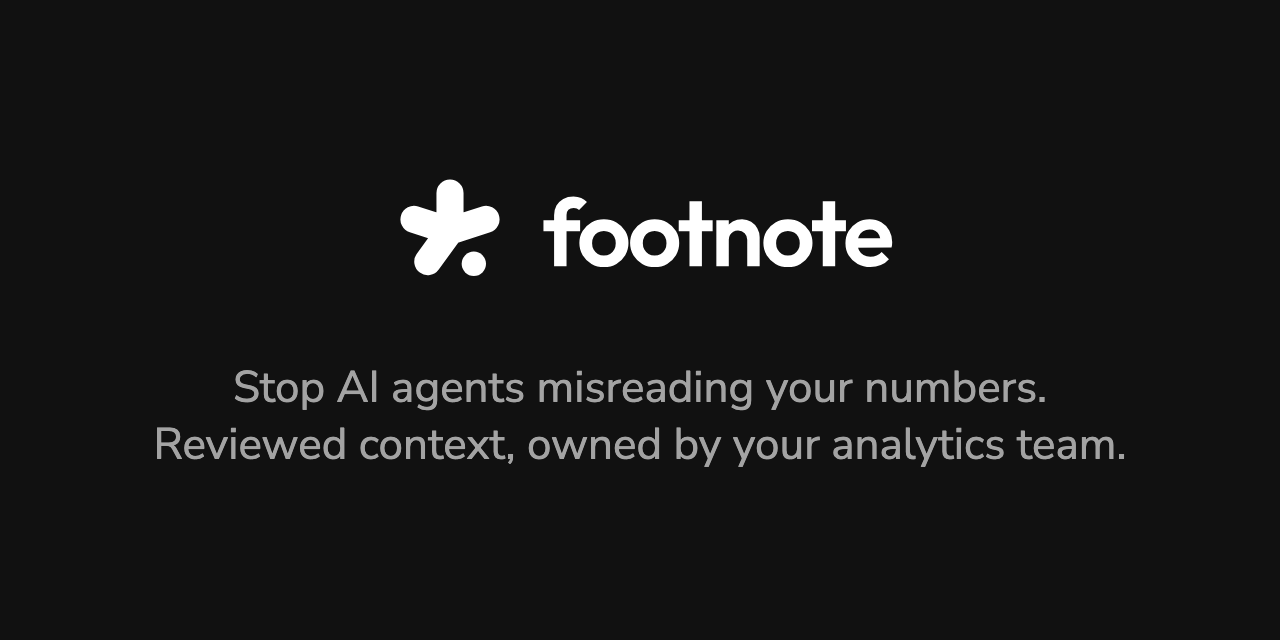 footnote
Stop AI agents misreading your numbers.
Reviewed context, owned by your analytics team.